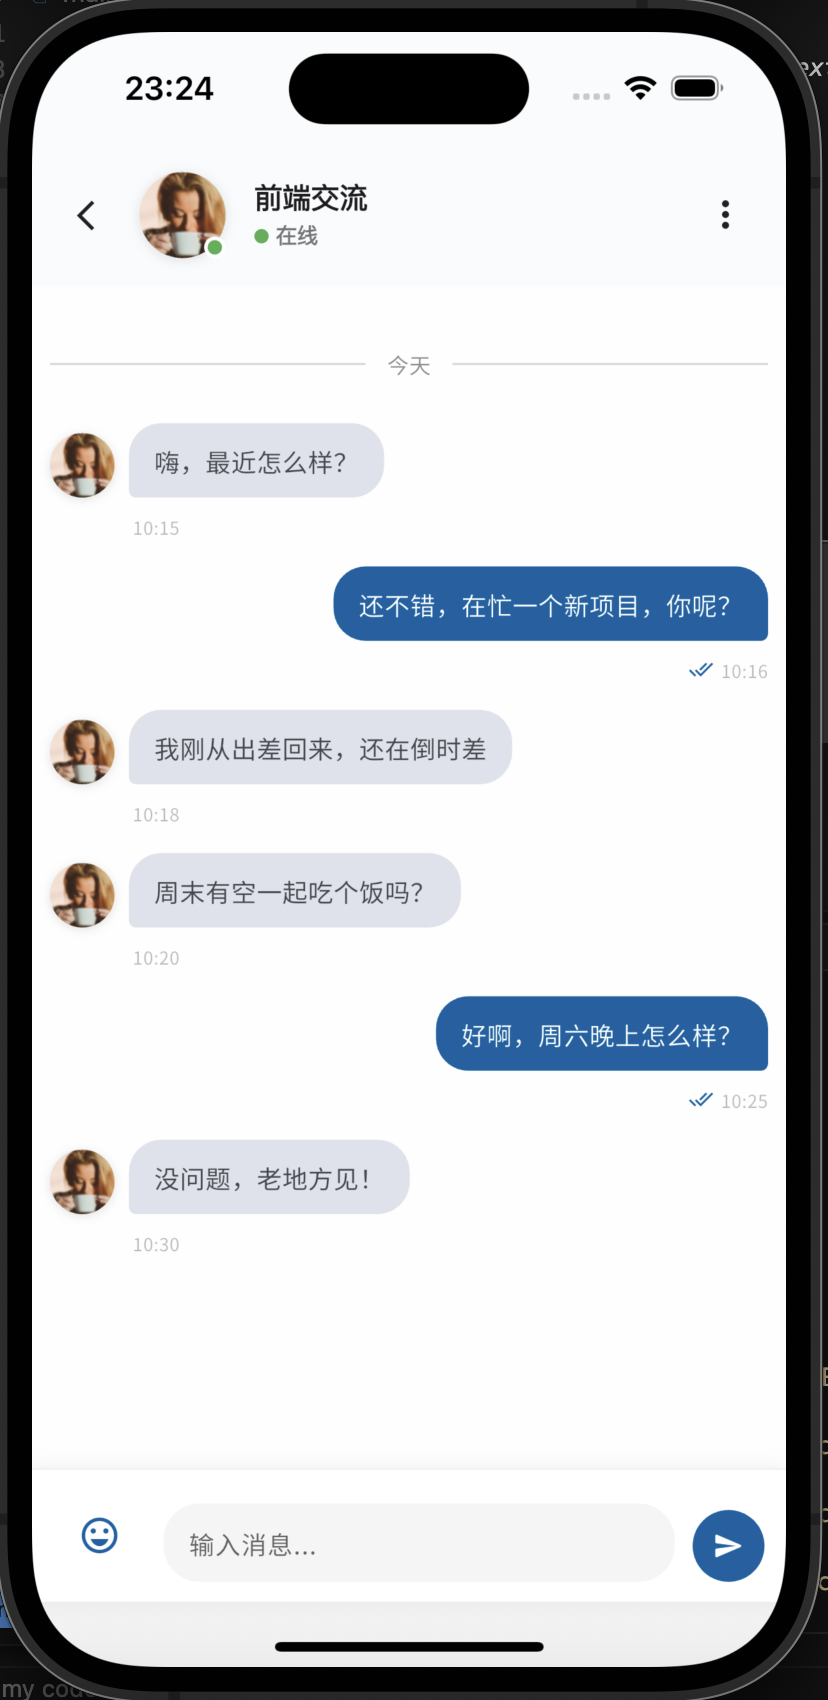 23:24
前端交流
在线
今天
嗨，最近怎么样？
10:15
还不错，在忙一个新项目，你呢？
10:16
我刚从出差回来，还在倒时差
10:18
周末有空一起吃个饭吗？
10:20
好啊，周六晚上怎么样？
10:25
没问题，老地方见！
10:30
输入消息...
my cod